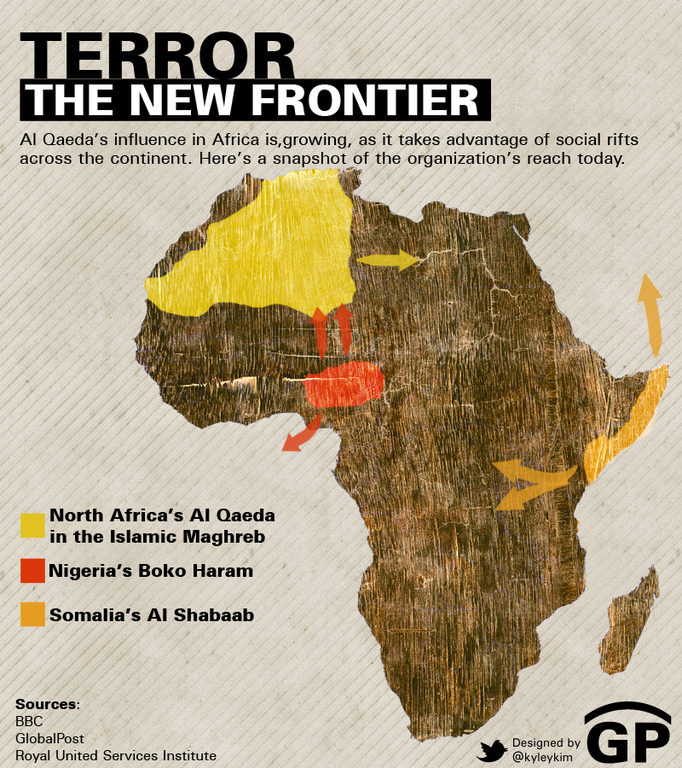 TERROR
THE NEW FRONTIER
Al Qaeda's influence in Africa is,growing, as it takes advantage of social rifts
across the continent. Here's a snapshot of the organization's reach today.
North Africa's Al Qaeda
in the Islamic Maghreb
Nigeria's Boko Haram
Somalia's Al Shabaab
Sources:
BBC
GlobalPost
Royal United Services Institute
Designed by
@kyleykim
GP